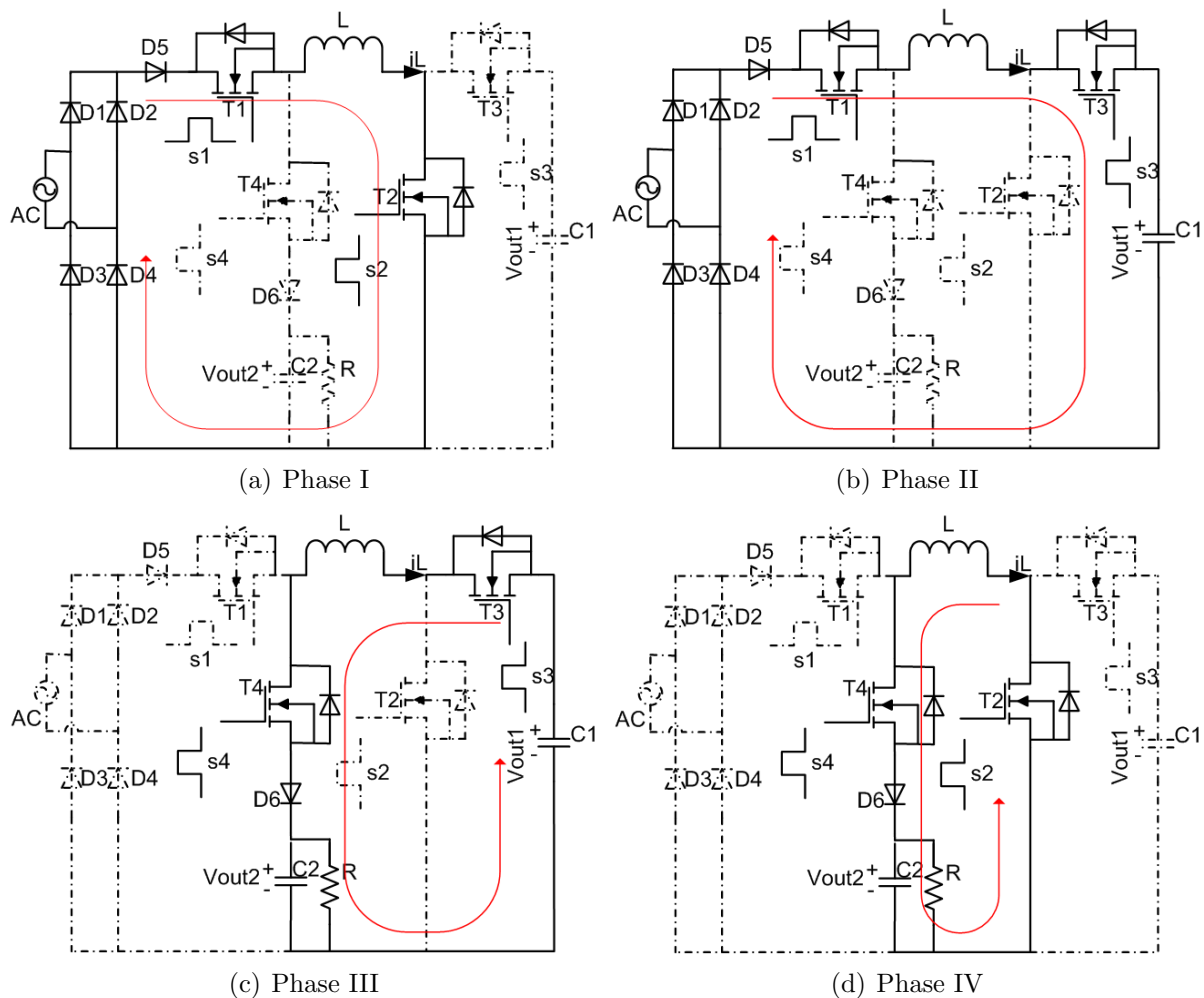 L
D5
iL
T3
D1
D2
T1
s1
s3
T4
T2
AC
Vout1
+
-
C1
s4
s2
D3
D4
D6
Vout2
+
-
C2
R
(a) Phase I
L
D5
iL
T3
D1
D2
T1
s1
s3
T4
T2
AC
Vout1
+
-
C1
s4
s2
D3
D4
D6
Vout2
+
-
C2
R
(b) Phase II
L
D5
iL
D1
D2
T1
T3
s1
s3
T4
T2
AC
Vout1
+
-
C1
s4
s2
D3
D4
D6
Vout2
+
-
C2
R
(c) Phase III
L
D5
iL
D1
D2
T1
T3
s1
s3
T4
T2
AC
Vout1
+
-
C1
s4
s2
D3
D4
D6
Vout2
+
-
C2
R
(d) Phase IV